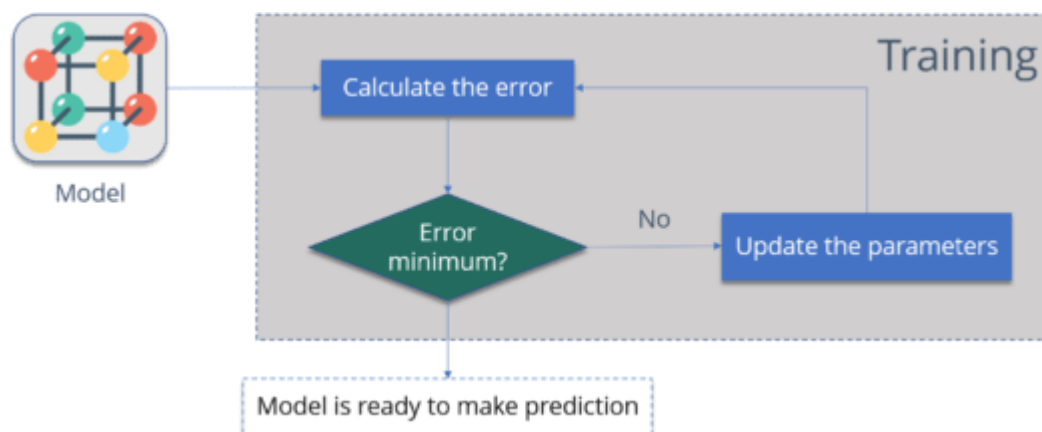 Training
Calculate the error
Model
Error
minimum?
No
Update the parameters
Model is ready to make prediction